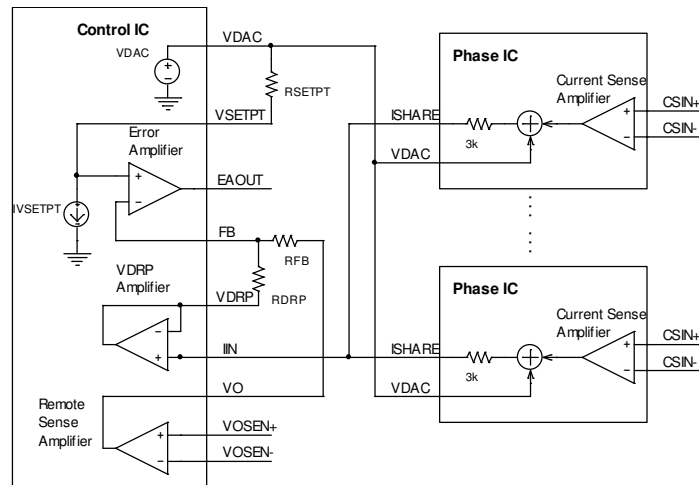 Control IC
VDAC
+
-
VDAC
RSETPT
VSETPT
Error
Amplifier
+
-
EAOUT
IVSETPT
FB
RFB
VDRP
Amplifier
VDRP
RDRP
-
+
IIN
VO
Remote
Sense
Amplifier
+
-
VOSEN+
VOSEN-
Phase IC
Current Sense
Amplifier
ISHARE
3k
VDAC
+
-
CSIN+
CSIN-
Phase IC
Current Sense
Amplifier
ISHARE
3k
VDAC
+
-
CSIN+
CSIN-